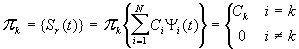 π_k = {S_r(t)} = π_k{∑_{i=1}^{N} C_i Ψ_i(t)} = { C_k  i = k
0  i ≠ k